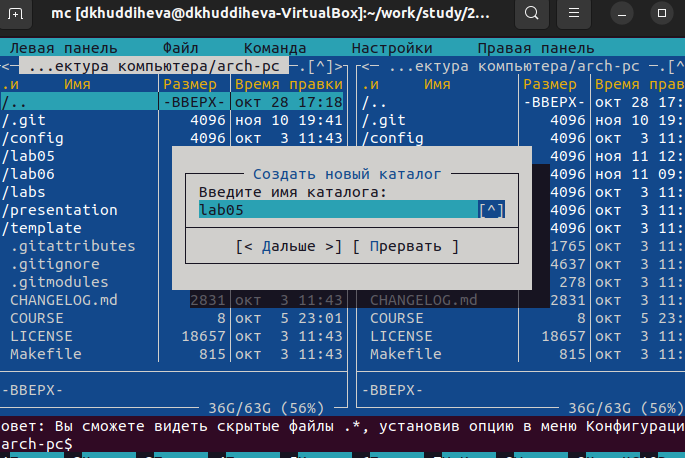 mc [dkhuddiheva@dkhuddiheva-VirtualBox]:~/work/study/2...
Левая панель Файл Команда Настройки Правая панель
<─ ...ектура компьютера/arch-pc ─.[^]>
<─ ...ектура компьютера/arch-pc ─.[^
.и Имя Размер Время правки
.и Имя Размер Время
/.. -ВВЕРХ- окт 28 17:18
/.. -ВВЕРХ- окт 28 17:
/.git 4096 ноя 10 19:41
/.git 4096 ноя 10 19:
/config 4096 окт 3 11:43
/config 4096 окт 3 11:
/lab05
4096 ноя 11 12:
/lab06
4096 ноя 11 09:
/labs
4096 окт 3 11:
/presentation
4096 окт 3 11:
/template
4096 окт 3 11:
.gitattributes
1765 окт 3 11:
.gitignore
4637 окт 3 11:
.gitmodules
278 окт 3 11:
CHANGELOG.md 2831 окт 3 11:43
CHANGELOG.md 2831 окт 3 11:
COURSE 8 окт 5 23:01
COURSE 8 окт 5 23:
LICENSE 18657 окт 3 11:43
LICENSE 18657 окт 3 11:
Makefile 815 окт 3 11:43
Makefile 815 окт 3 11:
Создать новый каталог
Введите имя каталога:
lab05 [^]
[< Дальше >] [ Прервать ]
-ВВЕРХ-
-ВВЕРХ-
36G/63G (56%)
36G/63G (56%)
овет: Вы сможете видеть скрытые файлы .*, установив опцию в меню Конфигураци
arch-pc$